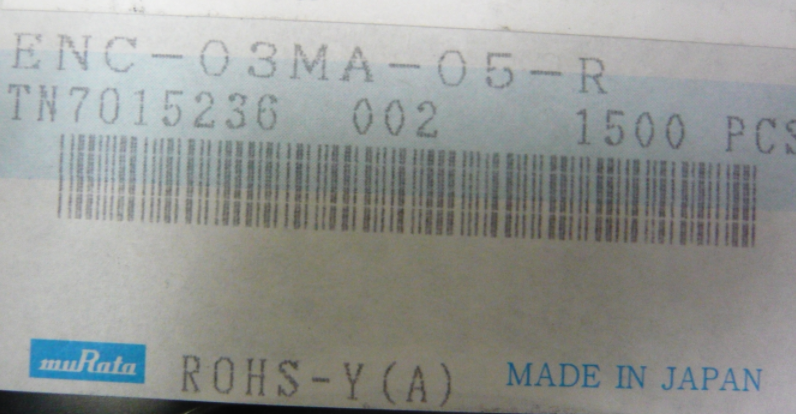 ENC-03MA-05-R
TN7015236 002 1500 PCS
muRata ROHS-Y(A) MADE IN JAPAN